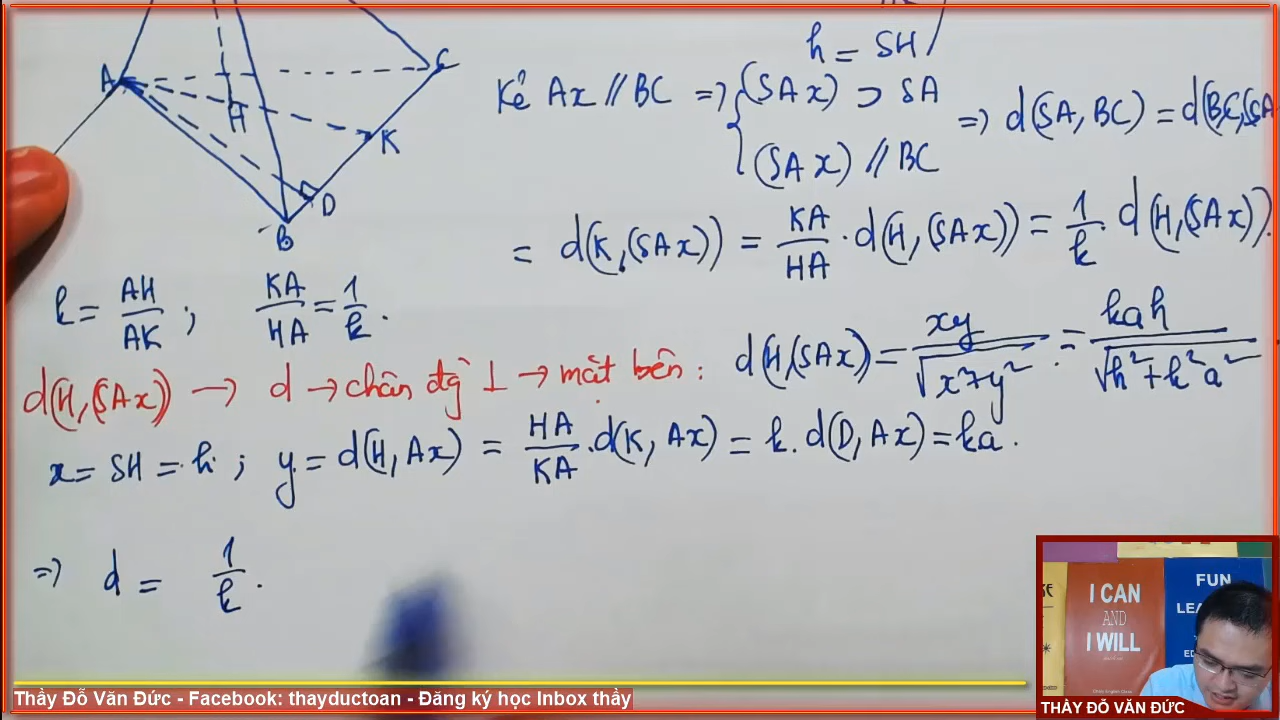 h = SH
A
C
H
K
D
B
Kẻ Ax // BC => { (SAx) ⊃ SA
(SAx) // BC
=> d(SA, BC) = d(BC, (SA
= d(K, (SAx)) = KA/HA . d(H, (SAx)) = 1/k . d(H, (SAx)).
k = AH/AK ; KA/HA = 1/k .
d(H, (SAx)) → d → chân đg ⊥ → mặt bên : d(H, (SAx) = xy/√(x²+y²) = kah/√(h²+k²a²)
x = SH = h ; y = d(H, Ax) = HA/KA . d(K, Ax) = k. d(D, Ax) = ka .
=> d = 1/k .
I CAN
AND
I WILL
FUN
Thầy Đỗ Văn Đức - Facebook: thayductoan - Đăng ký học Inbox thầy
THẦY ĐỖ VĂN ĐỨC